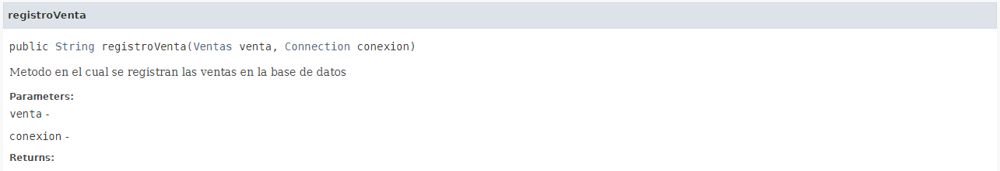 registroVenta
public String registroVenta(Ventas venta, Connection conexion)
Metodo en el cual se registran las ventas en la base de datos
Parameters:
venta -
conexion -
Returns: